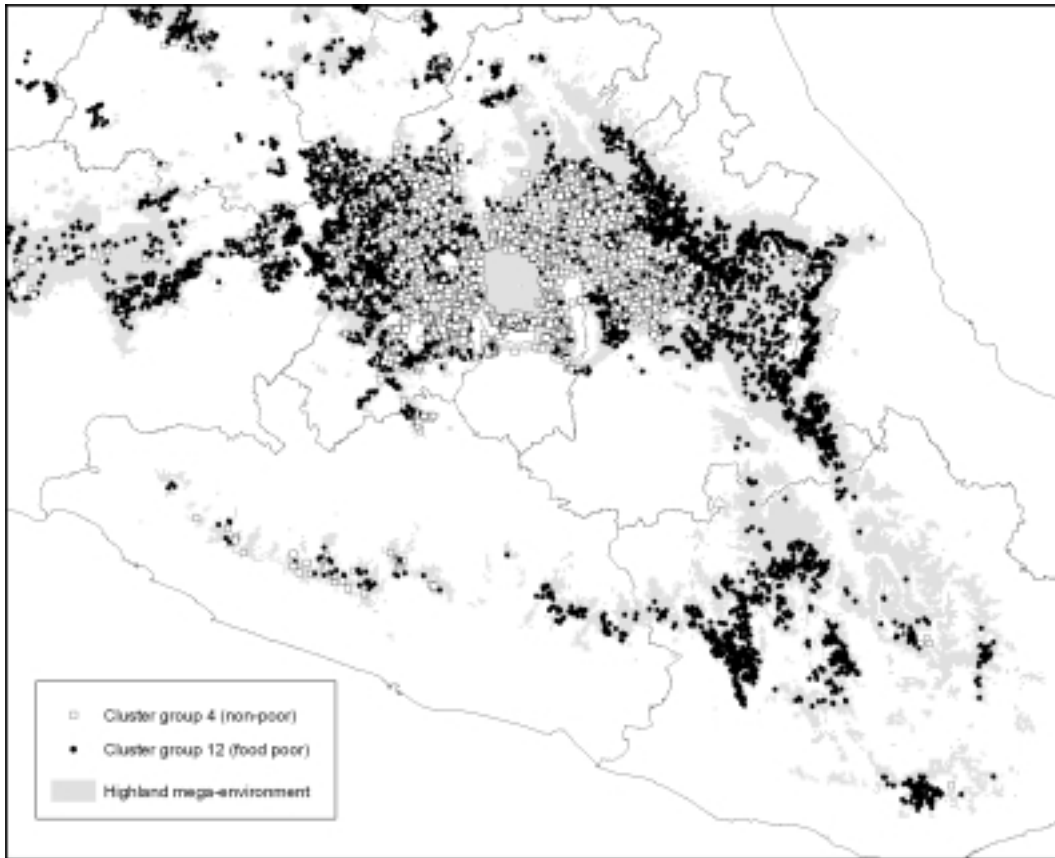 Cluster group 4 (non-poor)
Cluster group 12 (food poor)
Highland mega-environment